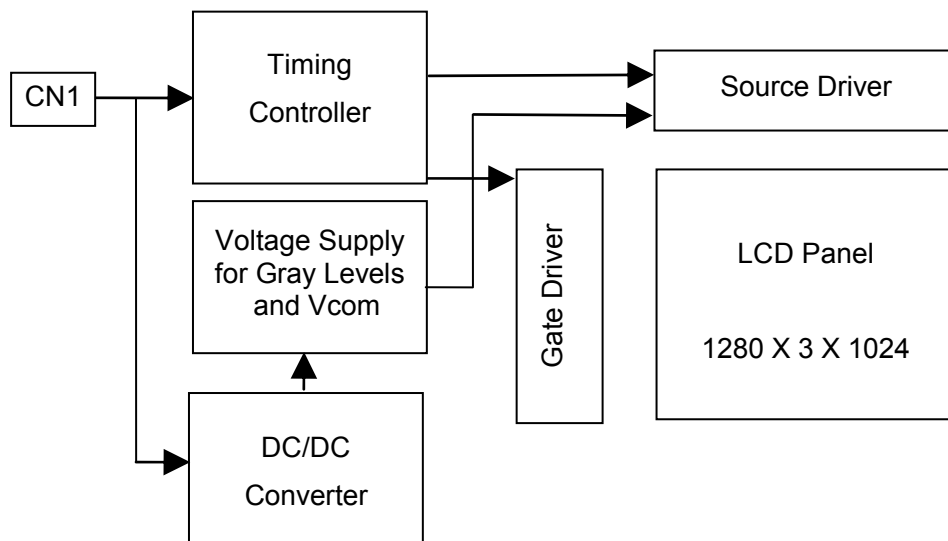 CN1
Timing
Controller
Source Driver
Voltage Supply
for Gray Levels
and Vcom
Gate Driver
LCD Panel
1280 X 3 X 1024
DC/DC
Converter